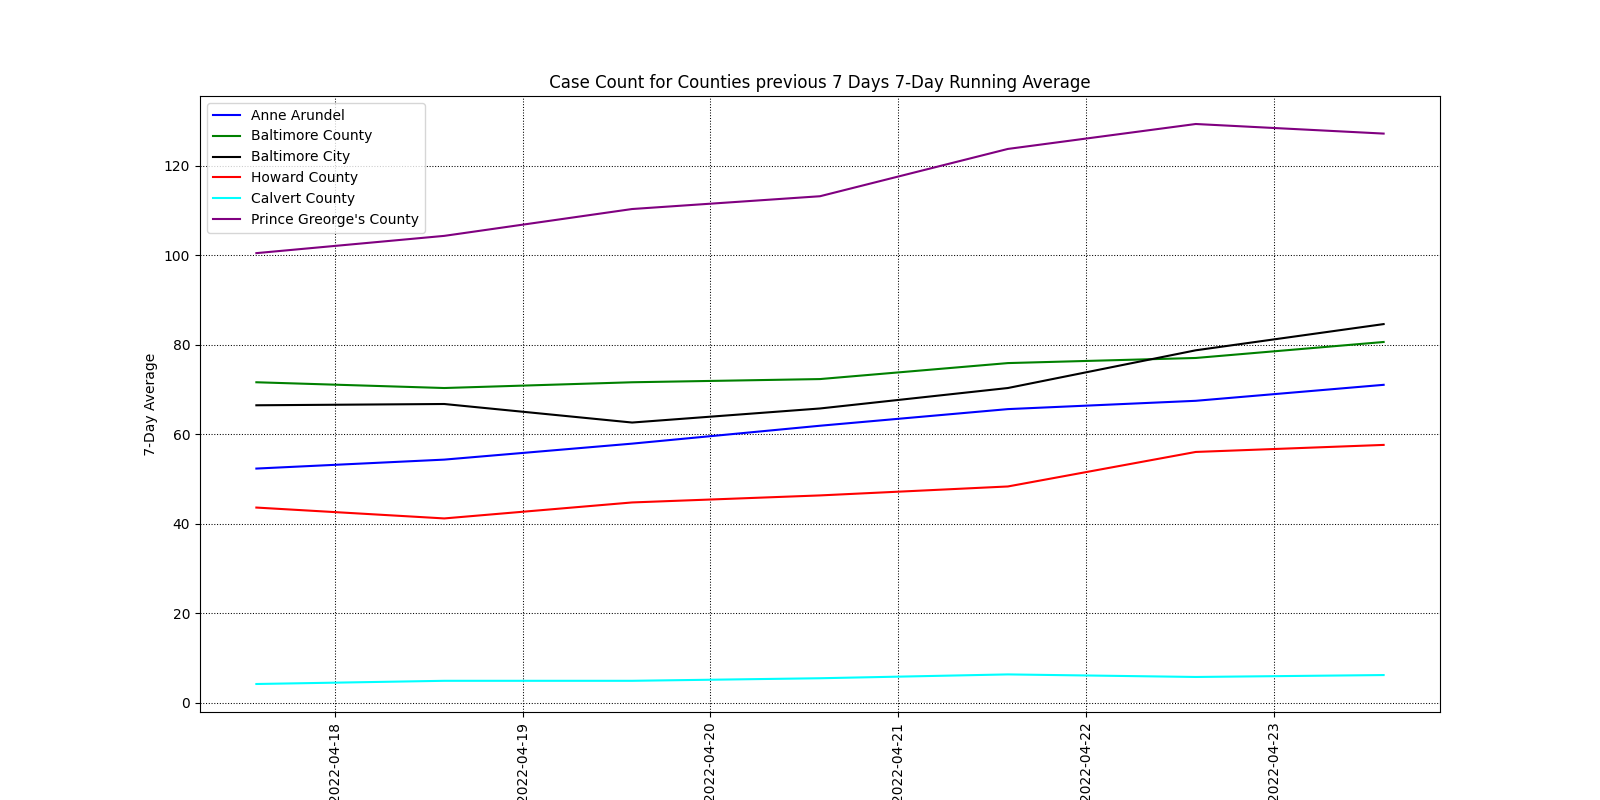 Case Count for Counties previous 7 Days 7-Day Running Average
Anne Arundel
Baltimore County
Baltimore City
Howard County
Calvert County
Prince Greorge's County
7-Day Average
120
100
80
60
40
20
0
2022-04-18
2022-04-19
2022-04-20
2022-04-21
2022-04-22
2022-04-23